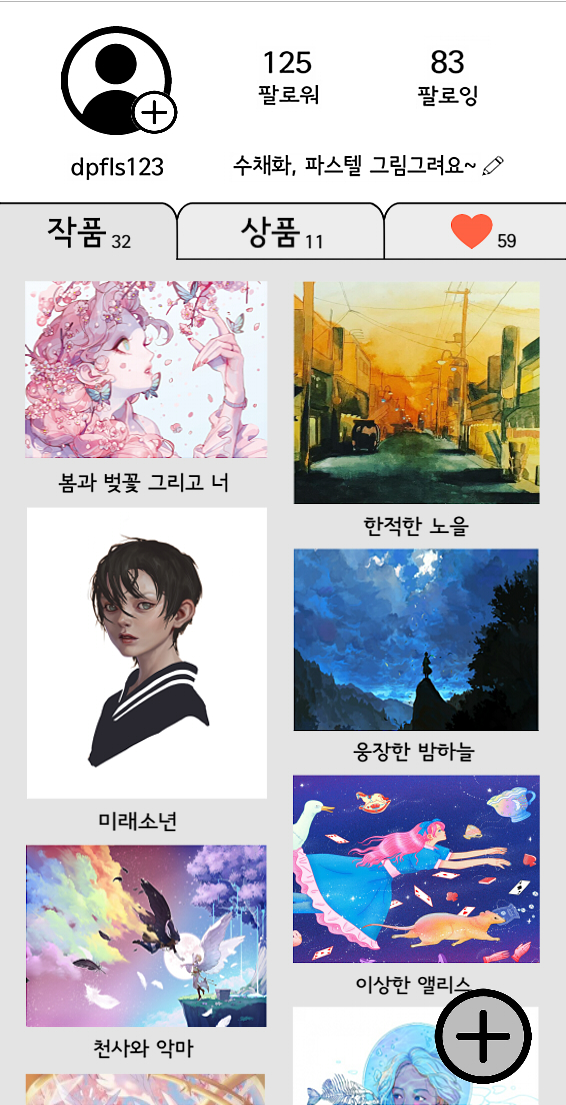 125
83
팔로워
팔로잉
dpfls123
수채화, 파스텔 그림그려요~
작품 32
상품 11
59
봄과 벚꽃 그리고 너
한적한 노을
웅장한 밤하늘
미래소년
이상한 앨리스
천사와 악마